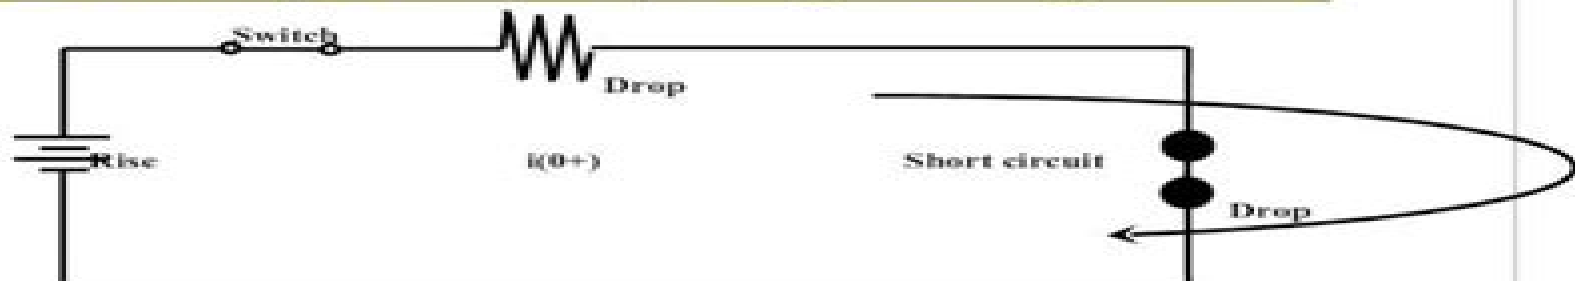 Switch
Drop
Rise
i(0+)
Short circuit
Drop